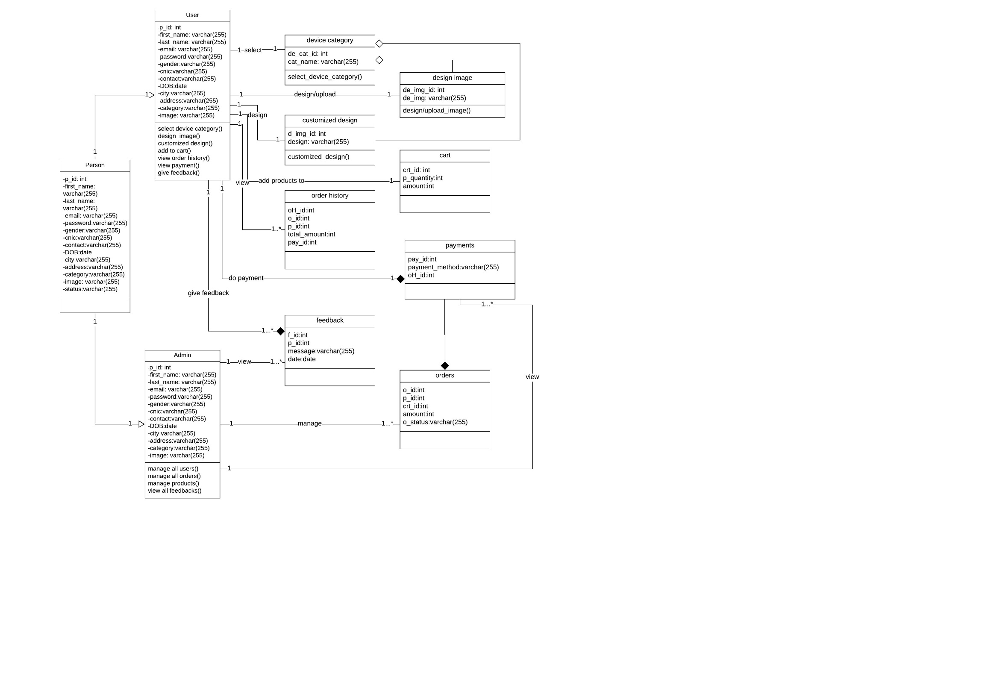 User
-p_id: int
-first_name: varchar(255)
-last_name: varchar(255)
-email: varchar(255)
-password:varchar(255)
-gender:varchar(255)
-cnic:varchar(255)
-contact:varchar(255)
-DOB:date
-city:varchar(255)
-address:varchar(255)
-category:varchar(255)
-image: varchar(255)
select device category()
design  image()
customized design()
add to cart()
view order history()
view payment()
give feedback()
1
select
1
device category
de_cat_id: int
cat_name: varchar(255)
select_device_category()
design image
de_img_id: int
de_img: varchar(255)
design/upload_image()
1
design/upload
1
1
design
1
customized design
d_img_id: int
design: varchar(255)
customized_design()
1
add products to
1
cart
crt_id: int
p_quantity:int
amount:int
1
view
1..*
order history
oH_id:int
o_id:int
p_id:int
total_amount:int
pay_id:int
1
1
1
1
Person
-p_id: int
-first_name:
varchar(255)
-last_name:
varchar(255)
-email: varchar(255)
-password:varchar(255)
-gender:varchar(255)
-cnic:varchar(255)
-contact:varchar(255)
-DOB:date
-city:varchar(255)
-address:varchar(255)
-category:varchar(255)
-image: varchar(255)
-status:varchar(255)
1
1
do payment
1
payments
pay_id:int
payment_method:varchar(255)
oH_id:int
1...*
view
give feedback
1...*
feedback
f_id:int
p_id:int
message:varchar(255)
date:date
Admin
-p_id: int
-first_name: varchar(255)
-last_name: varchar(255)
-email: varchar(255)
-password:varchar(255)
-gender:varchar(255)
-cnic:varchar(255)
-contact:varchar(255)
-DOB:date
-city:varchar(255)
-address:varchar(255)
-category:varchar(255)
-image: varchar(255)
manage all users()
manage all orders()
manage products()
view all feedbacks()
1
view
1...*
orders
o_id:int
p_id:int
crt_id:int
amount:int
o_status:varchar(255)
1
manage
1...*
1